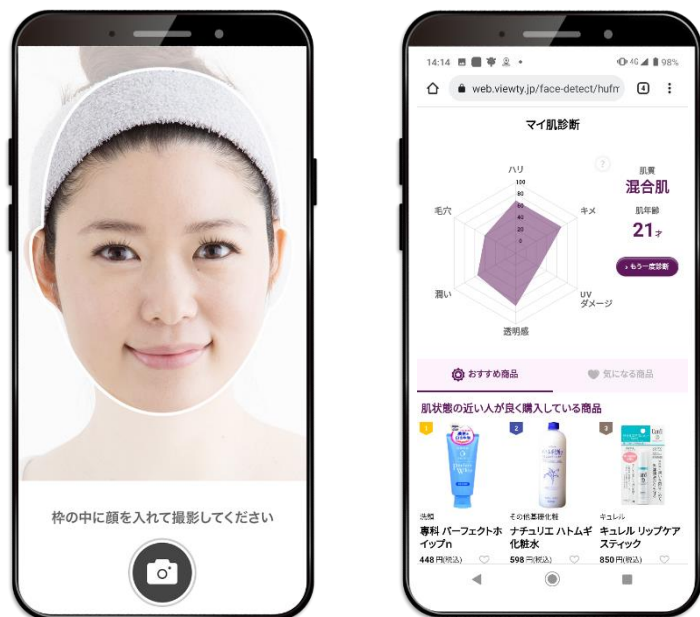 枠の中に顔を入れて撮影してください
14:14
4G 98%
web.viewty.jp/face-detect/hufm
4
マイ肌診断
?
ハリ
100
80
60
40
20
0
毛穴
キメ
潤い
UV
ダメージ
透明感
肌質
混合肌
肌年齢
21才
›もう一度診断
おすすめ商品
気になる商品
肌状態の近い人が良く購入している商品
1
2
3
洗顔
専科 パーフェクトホ
イップn
448円(税込)
その他基礎化粧
ナチュリエ ハトムギ
化粧水
598円(税込)
キュレル
キュレル リップケア
スティック
850円(税込)